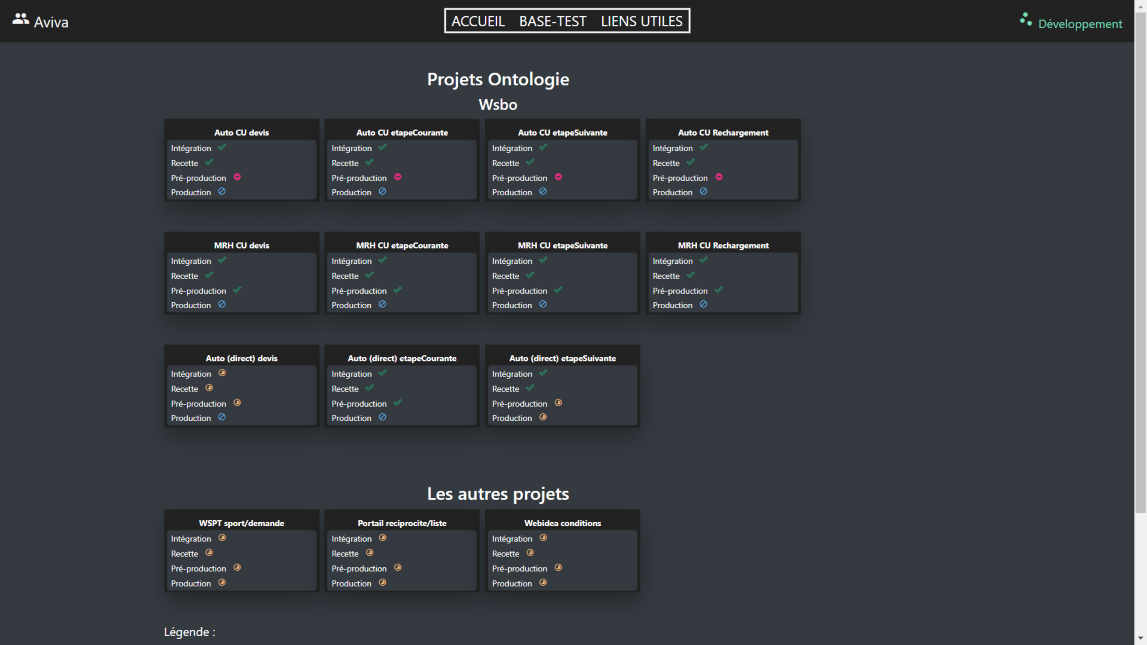 Aviva
ACCUEIL BASE-TEST LIENS UTILES
Développement
Projets Ontologie
Wsbo
Auto CU devis
Intégration
Recette
Pré-production
Production
Auto CU etapeCourante
Intégration
Recette
Pré-production
Production
Auto CU etapeSuivante
Intégration
Recette
Pré-production
Production
Auto CU Rechargement
Intégration
Recette
Pré-production
Production
MRH CU devis
Intégration
Recette
Pré-production
Production
MRH CU etapeCourante
Intégration
Recette
Pré-production
Production
MRH CU etapeSuivante
Intégration
Recette
Pré-production
Production
MRH CU Rechargement
Intégration
Recette
Pré-production
Production
Auto (direct) devis
Intégration
Recette
Pré-production
Production
Auto (direct) etapeCourante
Intégration
Recette
Pré-production
Production
Auto (direct) etapeSuivante
Intégration
Recette
Pré-production
Production
Les autres projets
WSPT sport/demande
Intégration
Recette
Pré-production
Production
Portail reciprocite/liste
Intégration
Recette
Pré-production
Production
Webidea conditions
Intégration
Recette
Pré-production
Production
Légende :